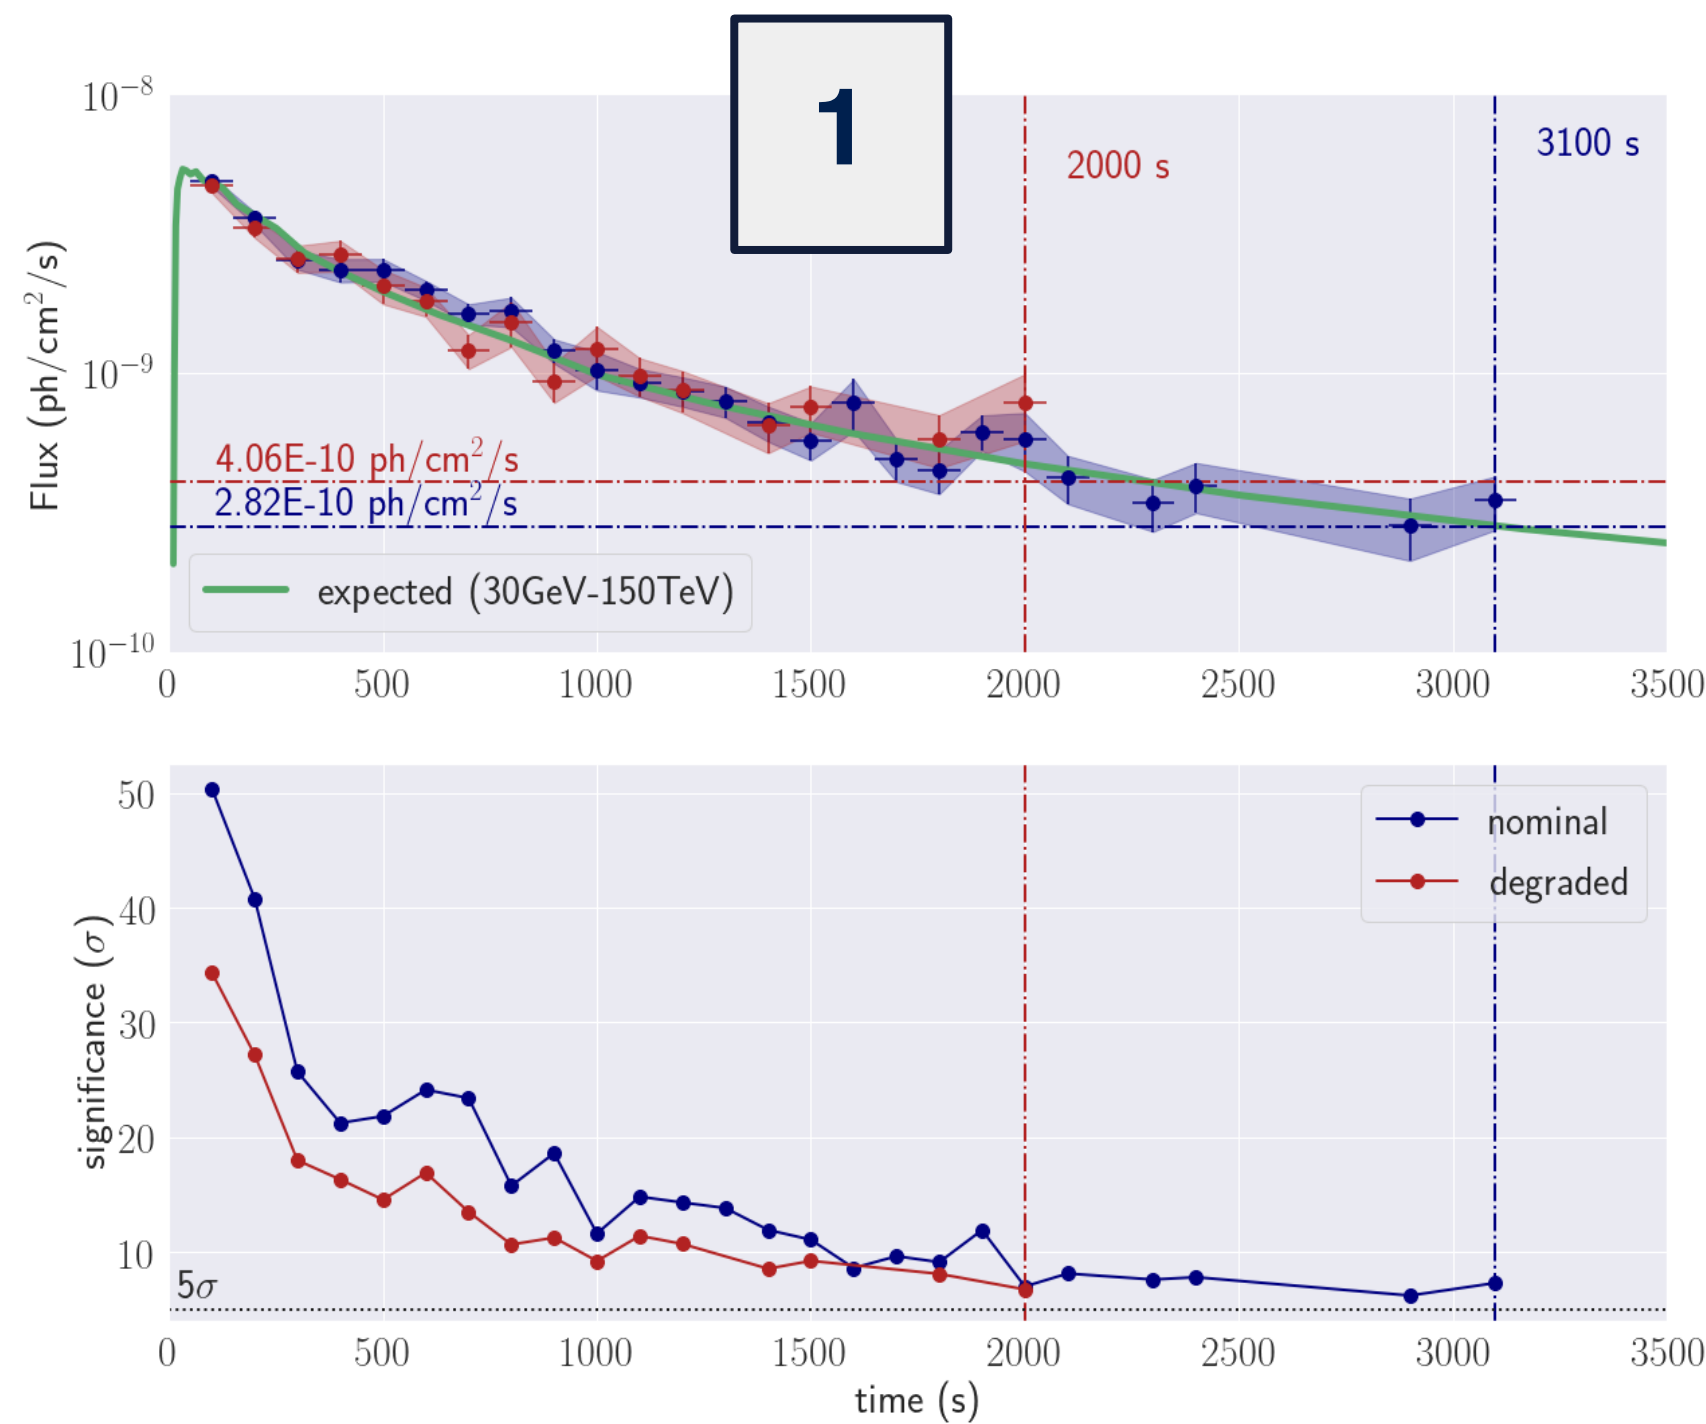 1
10⁻⁸
10⁻⁹
10⁻¹⁰
Flux (ph/cm²/s)
2000 s
3100 s
4.06E-10 ph/cm²/s
2.82E-10 ph/cm²/s
expected (30GeV-150TeV)
0 500 1000 1500 2000 2500 3000 3500
50
40
30
20
10
significance (σ)
nominal
degraded
5σ
0 500 1000 1500 2000 2500 3000 3500
time (s)